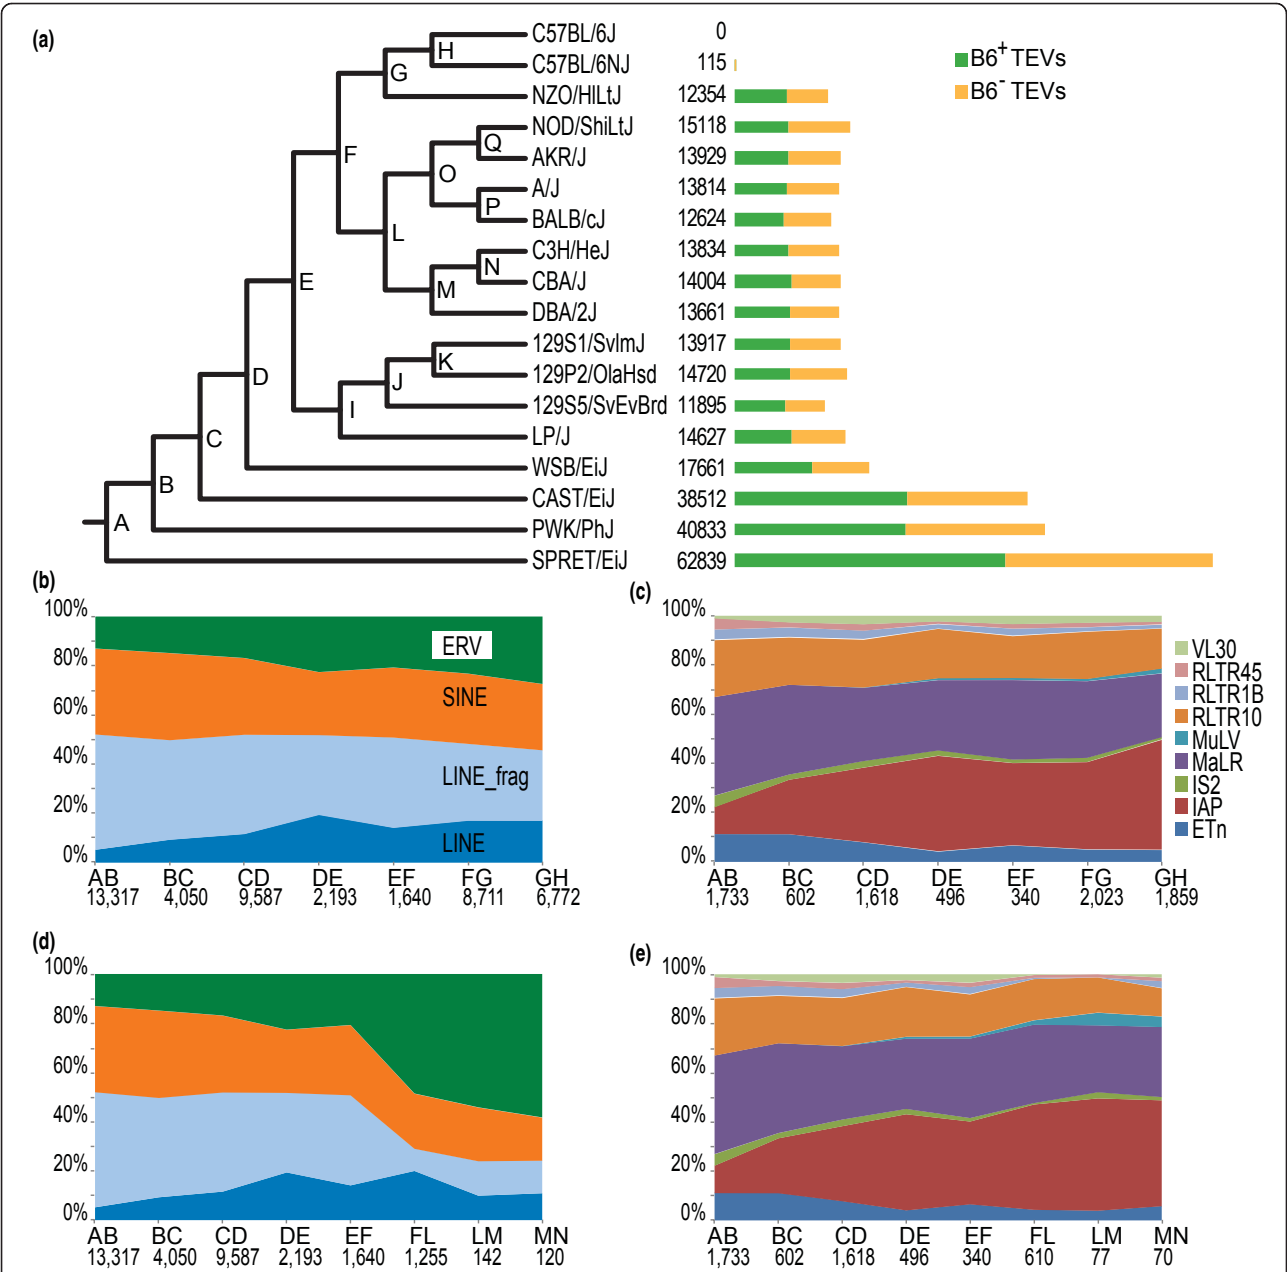 (a)
C57BL/6J 0
C57BL/6NJ 115
NZO/HlLtJ 12354
NOD/ShiLtJ 15118
AKR/J 13929
A/J 13814
BALB/cJ 12624
C3H/HeJ 13834
CBA/J 14004
DBA/2J 13661
129S1/SvlmJ 13917
129P2/OlaHsd 14720
129S5/SvEvBrd 11895
LP/J 14627
WSB/EiJ 17661
CAST/EiJ 38512
PWK/PhJ 40833
SPRET/EiJ 62839
H
G
Q
F
O
P
L
N
E
M
K
D
J
I
C
B
A
B6+ TEVs
B6- TEVs
(b)
100%
80%
60%
40%
20%
0%
ERV
SINE
LINE_frag
LINE
AB BC CD DE EF FG GH
13,317 4,050 9,587 2,193 1,640 8,711 6,772
(c)
100%
80%
60%
40%
20%
0%
AB BC CD DE EF FG GH
1,733 602 1,618 496 340 2,023 1,859
VL30
RLTR45
RLTR1B
RLTR10
MuLV
MaLR
IS2
IAP
ETn
(d)
100%
80%
60%
40%
20%
0%
AB BC CD DE EF FL LM MN
13,317 4,050 9,587 2,193 1,640 1,255 142 120
(e)
100%
80%
60%
40%
20%
0%
AB BC CD DE EF FL LM MN
1,733 602 1,618 496 340 610 77 70